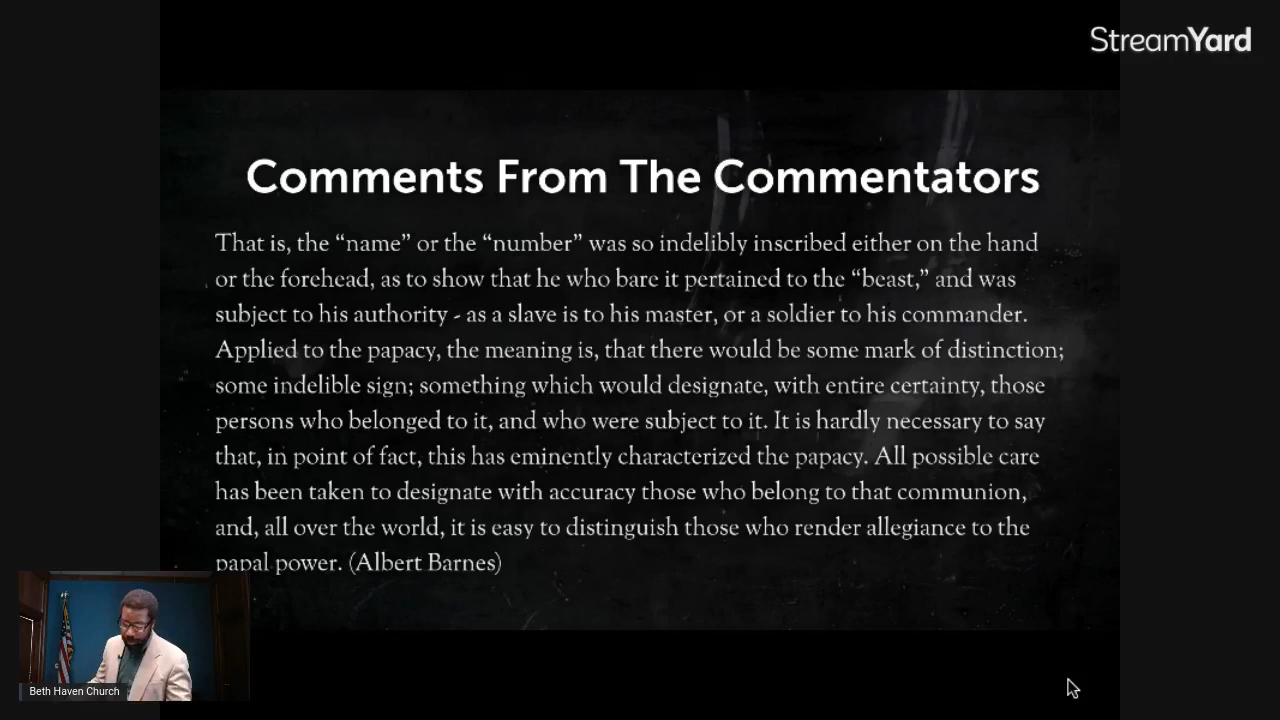 StreamYard
Comments From The Commentators
That is, the “name” or the “number” was so indelibly inscribed either on the hand
or the forehead, as to show that he who bare it pertained to the “beast,” and was
subject to his authority - as a slave is to his master, or a soldier to his commander.
Applied to the papacy, the meaning is, that there would be some mark of distinction;
some indelible sign; something which would designate, with entire certainty, those
persons who belonged to it, and who were subject to it. It is hardly necessary to say
that, in point of fact, this has eminently characterized the papacy. All possible care
has been taken to designate with accuracy those who belong to that communion,
and, all over the world, it is easy to distinguish those who render allegiance to the
papal power. (Albert Barnes)
Beth Haven Church